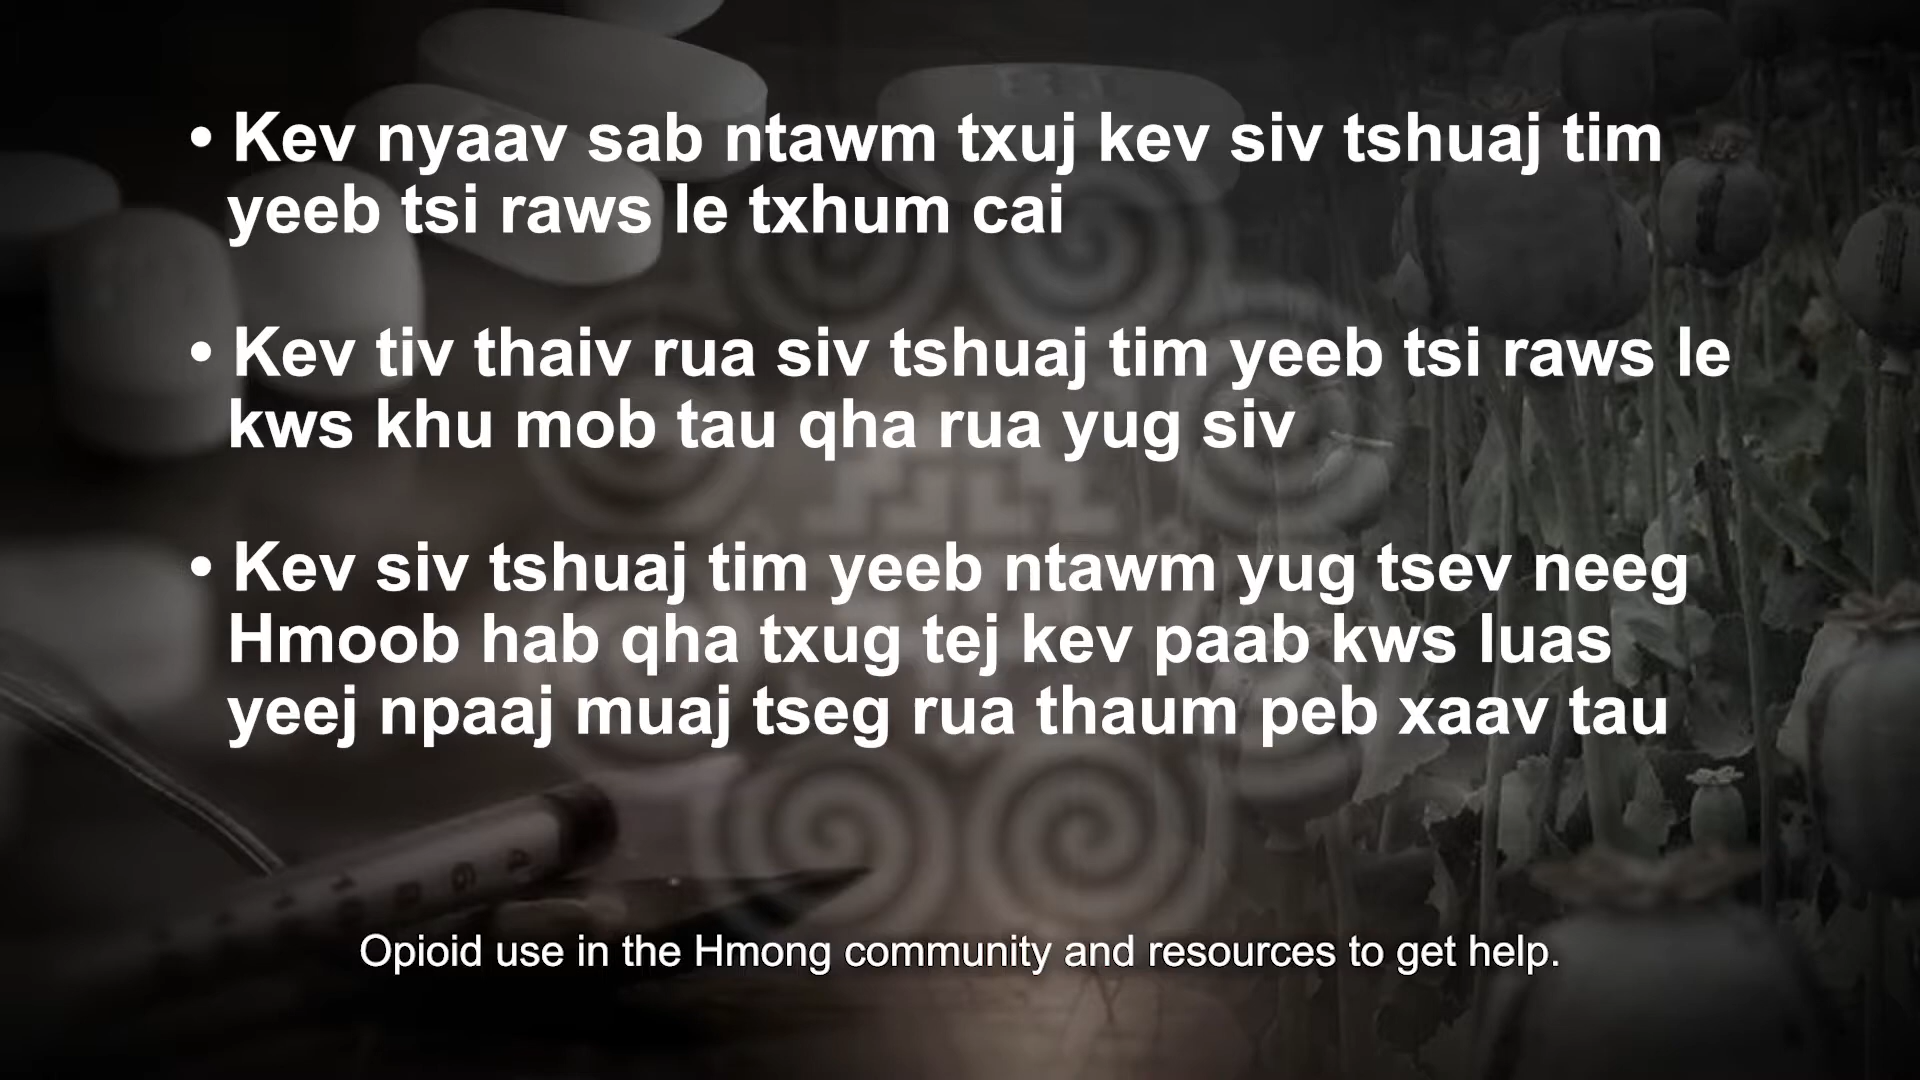 • Kev nyaav sab ntawm txuj kev siv tshuaj tim
yeeb tsi raws le txhum cai
• Kev tiv thaiv rua siv tshuaj tim yeeb tsi raws le
kws khu mob tau qha rua yug siv
• Kev siv tshuaj tim yeeb ntawm yug tsev neeg
Hmoob hab qha txug tej kev paab kws luas
yeej npaaj muaj tseg rua thaum peb xaav tau
Opioid use in the Hmong community and resources to get help.